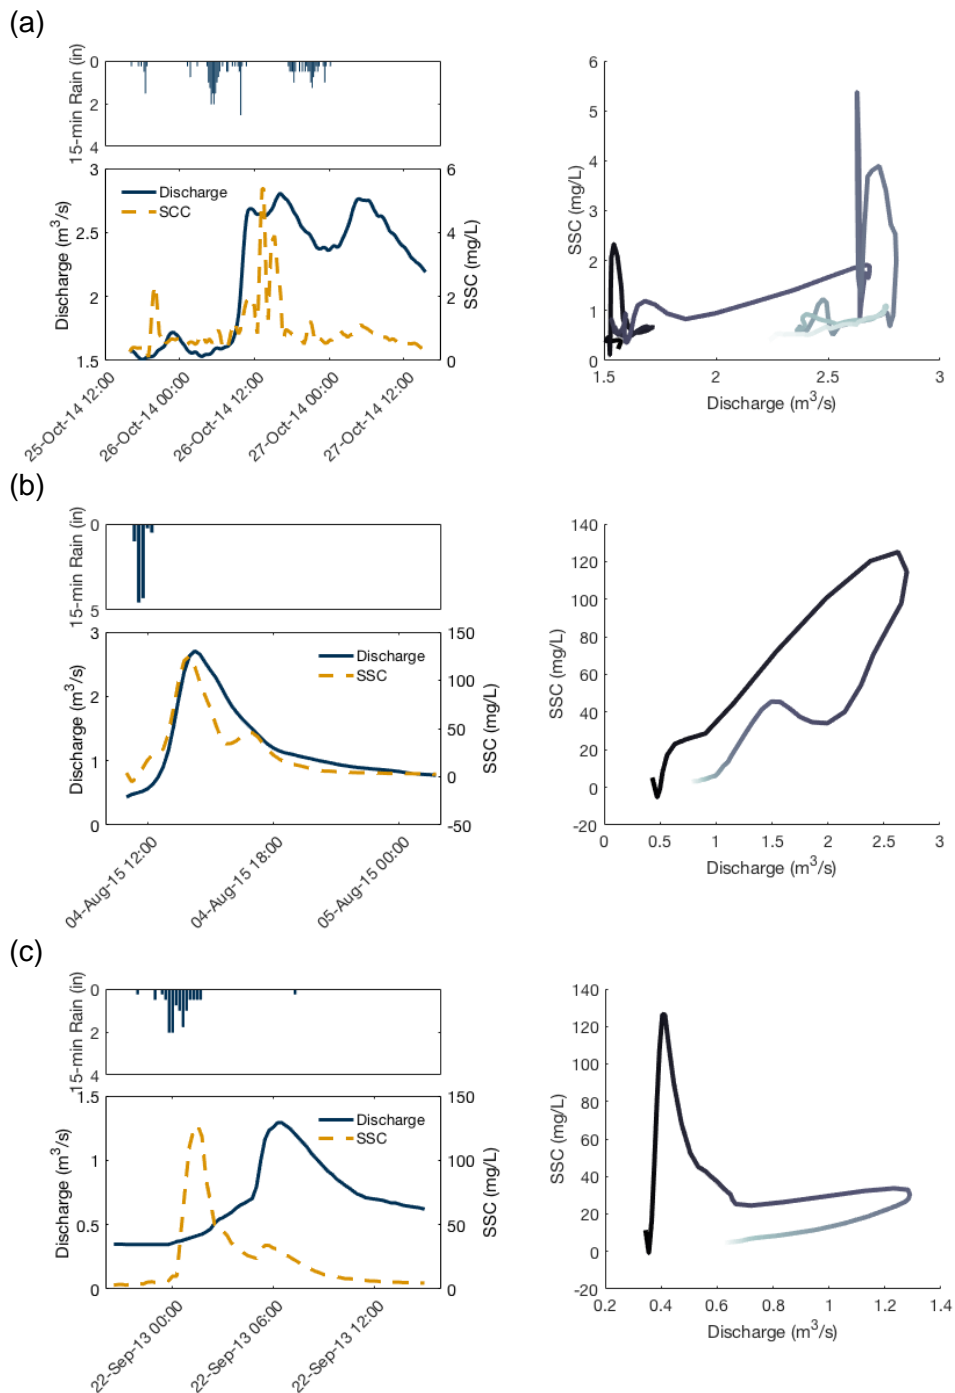 (a)
15-min Rain (in)
0
2
4
Discharge (m3/s)
3
2.5
2
1.5
Discharge
SCC
6
4
2
0
SSC (mg/L)
25-Oct-14 12:00
26-Oct-14 00:00
26-Oct-14 12:00
27-Oct-14 00:00
27-Oct-14 12:00
SSC (mg/L)
6
5
4
3
2
1
0
1.5 2 2.5 3
Discharge (m3/s)
(b)
15-min Rain (in)
0
5
Discharge (m3/s)
3
2
1
0
Discharge
SSC
150
100
50
0
-50
SSC (mg/L)
04-Aug-15 12:00
04-Aug-15 18:00
05-Aug-15 00:00
SSC (mg/L)
140
120
100
80
60
40
20
0
-20
0 0.5 1 1.5 2 2.5 3
Discharge (m3/s)
(c)
15-min Rain (in)
0
2
4
Discharge (m3/s)
1.5
1
0.5
0
Discharge
SSC
150
100
50
0
SSC (mg/L)
22-Sep-13 00:00
22-Sep-13 06:00
22-Sep-13 12:00
SSC (mg/L)
140
120
100
80
60
40
20
0
-20
0.2 0.4 0.6 0.8 1 1.2 1.4
Discharge (m3/s)